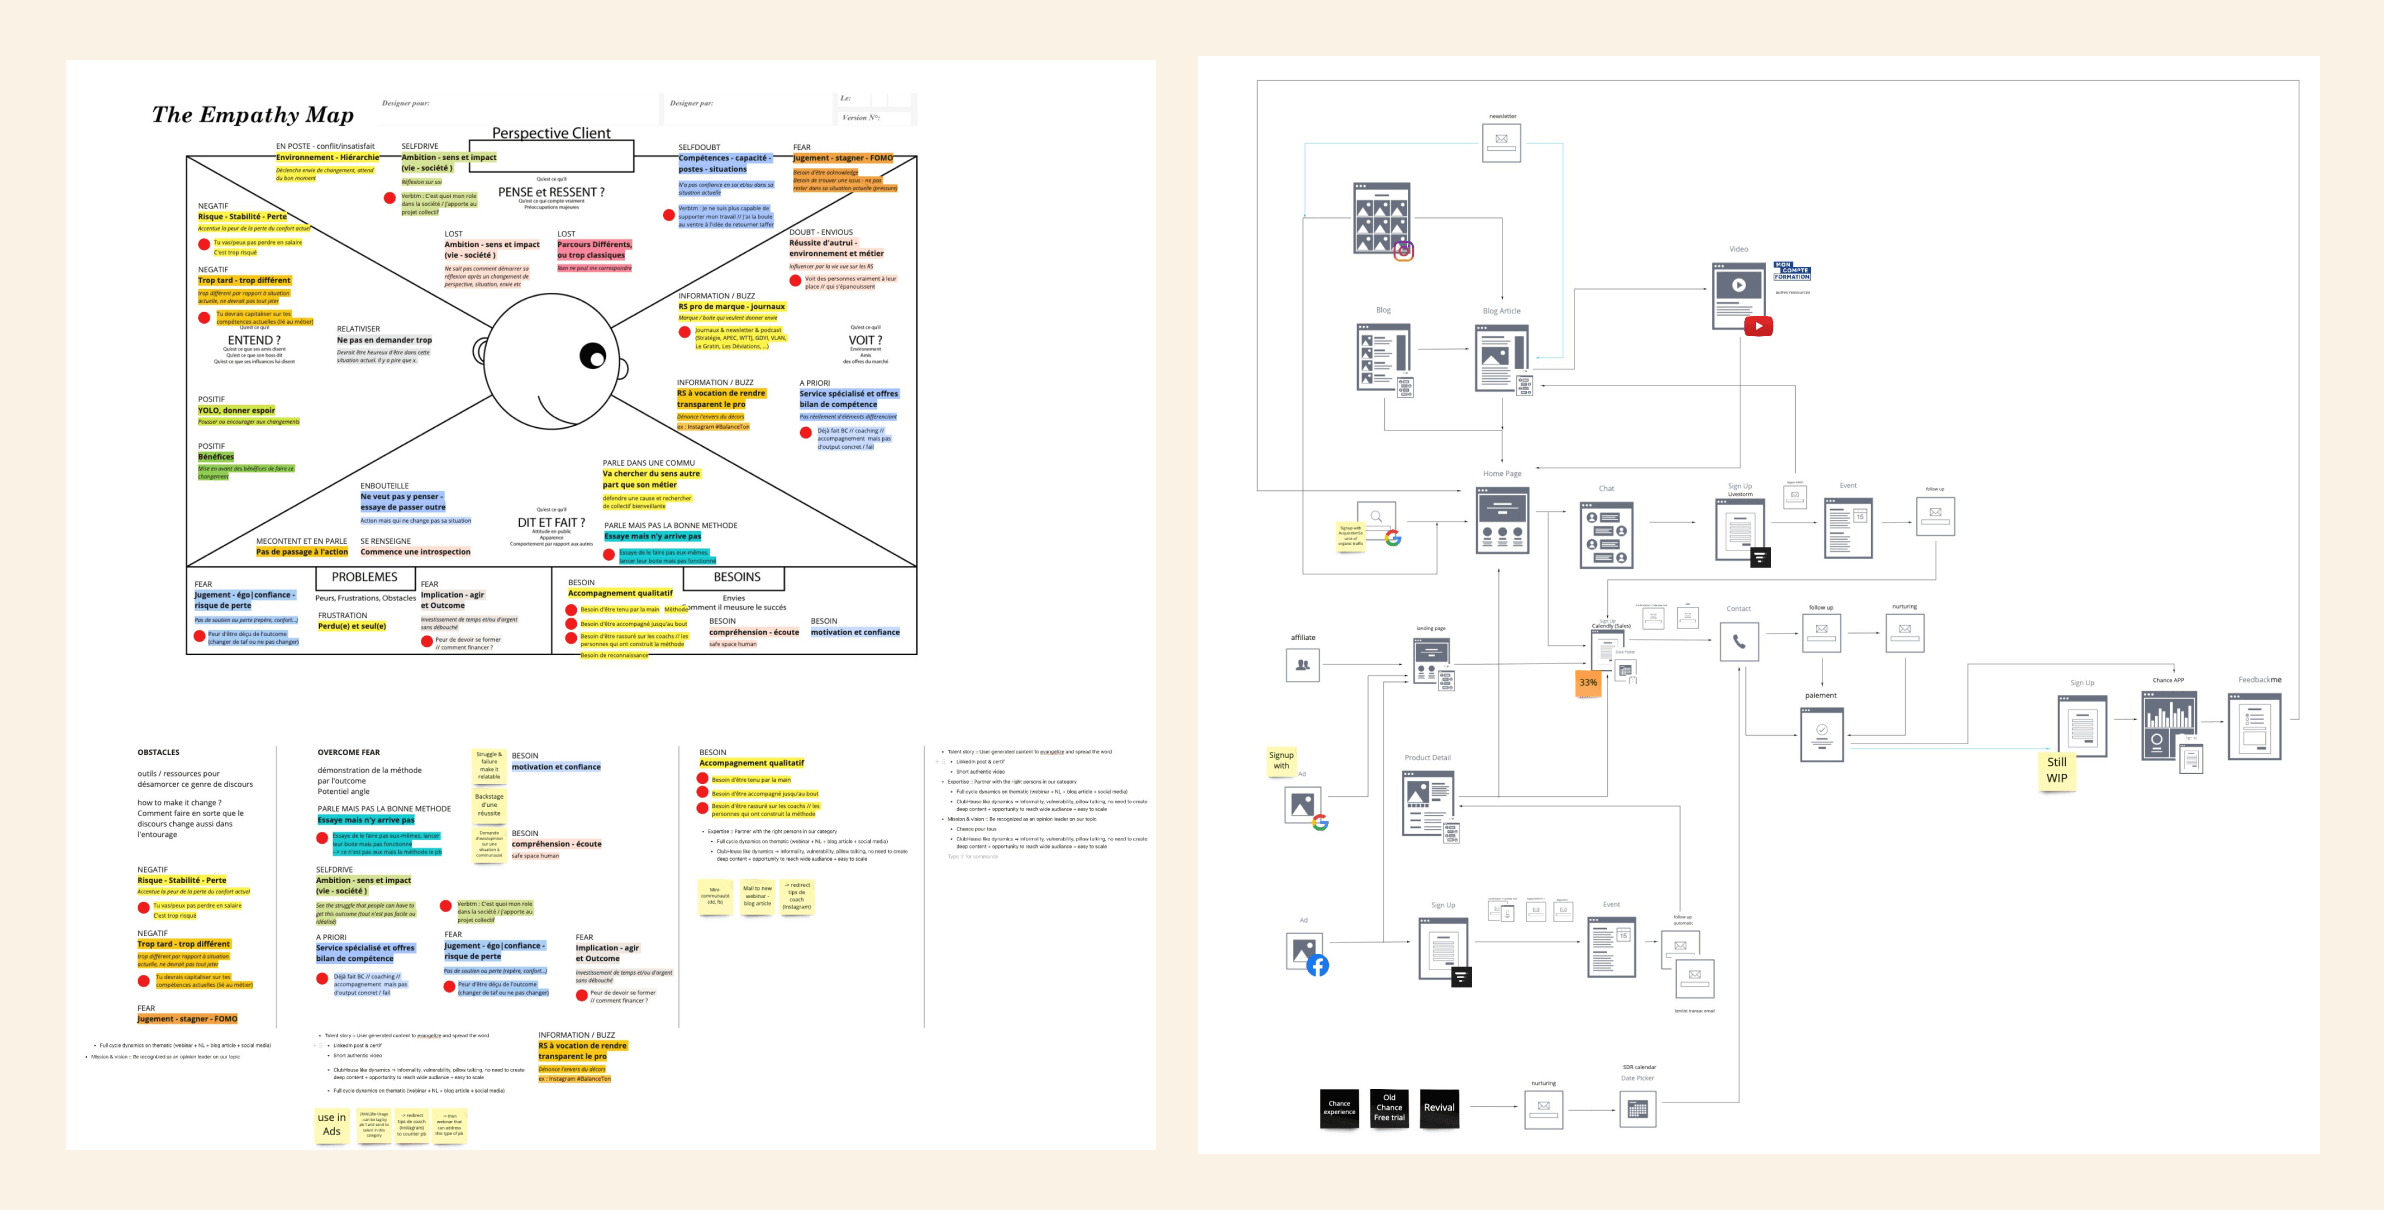 The Empathy Map
Designer pour:
Designer par:
Le:
Version N°:
Perspective Client
EN POSTE - conflit/insatisfait
Environnement - Hiérarchie
Déclenche envie de changement, attend
du bon moment
SELFDRIVE
Ambition - sens et impact
(vie - société )
Réflexion sur soi
Verbtm : C'est quoi mon role
dans la société / j'apporte au
projet collectif
Qu'est ce qu'il
PENSE et RESSENT ?
Qu'est ce qui compte vraiment
Préoccupations majeures
SELFDOUBT
Compétences - capacité -
postes - situations
N'a pas confiance en soi et/ou dans sa
situation actuelle
Verbtm : Je ne suis plus capable de
supporter mon travail // j'ai la boule
au ventre à l'idée de retourner taffer
FEAR
Jugement - stagner - FOMO
Besoin d'être acknowledge
Besoin de trouver une issue - ne pas
rester dans sa situation actuelle (pressure)
NEGATIF
Risque - Stabilité - Perte
Accentue la peur de la perte du confort actuel
Tu vas/peux pas perdre en salaire
C'est trop risqué
NEGATIF
Trop tard - trop différent
trop différent par rapport à situation
actuelle, ne devrait pas tout jeter
Tu devrais capitaliser sur tes
compétences actuelles (lié au métier)
LOST
Ambition - sens et impact
(vie - société )
Ne sait pas comment démarrer sa
réflexion après un changement de
perspective, situation, envie etc
LOST
Parcours Différents,
ou trop classiques
Rien ne peut me correspondre
DOUBT - ENVIOUS
Réussite d'autrui -
environnement et métier
Influencer par la vie vue sur les RS
Voit des personnes vraiment à leur
place // qui s'épanouissent
INFORMATION / BUZZ
RS pro de marque - journaux
Marque / boite qui veulent donner envie
Journaux & newsletter & podcast
(Stratégie, APEC, WTTJ, GDYI, VLAN,
Le Gratin, Les Déviations, ...)
Qu'est ce qu'il
ENTEND ?
Qu'est ce que ses amis disent
Qu'est ce que son boss dit
Qu'est ce que ses influences lui disent
RELATIVISER
Ne pas en demander trop
Devrait être heureux d'être dans cette
situation actuel. Il y a pire que x.
Qu'est ce qu'il
VOIT ?
Environnement
Amis
des offres du marché
INFORMATION / BUZZ
RS à vocation de rendre
transparent le pro
Dénonce l'envers du décors
ex : Instagram #BalanceTon
A PRIORI
Service spécialisé et offres
bilan de compétence
Pas réellement d'éléments différenciant
Déjà fait BC // coaching //
accompagnement mais pas
d'output concret / fail
POSITIF
YOLO, donner espoir
Pousser ou encourager aux changements
POSITIF
Bénéfices
Mise en avant des bénéfices de faire ce
changement
ENBOUTEILLE
Ne veut pas y penser -
essaye de passer outre
Action mais qui ne change pas sa situation
MECONTENT ET EN PARLE
Pas de passage à l'action
SE RENSEIGNE
Commence une introspection
Qu'est ce qu'il
DIT ET FAIT ?
Attitude en public
Apparence
Comportement par rapport aux autres
PARLE DANS UNE COMMU
Va chercher du sens autre
part que son métier
défendre une cause et rechercher
de collectif bienveillante
PARLE MAIS PAS LA BONNE METHODE
Essaye mais n'y arrive pas
Essaye de le faire pas eux-mêmes,
lancer leur boite mais pas fonctionné
PROBLEMES
Peurs, Frustrations, Obstacles
FEAR
Jugement - égo|confiance -
risque de perte
Pas de soutien ou perte (repère, confort...)
Peur d'être déçu de l'outcome
(changer de taf ou ne pas changer)
FRUSTRATION
Perdu(e) et seul(e)
FEAR
Implication - agir
et Outcome
Investissement de temps et/ou d'argent
sans débouché
Peur de devoir se former
// comment financer ?
BESOINS
Envies
Comment il meusure le succés
BESOIN
Accompagnement qualitatif
Besoin d'être tenu par la main
Méthode
Besoin d'être accompagné jusqu'au bout
Besoin d'être rassuré sur les coachs // les
personnes qui ont construit la méthode
Besoin de reconnaissance
BESOIN
compréhension - écoute
safe space human
BESOIN
motivation et confiance
OBSTACLES
outils / ressources pour
désamorcer ce genre de discours
how to make it change ?
Comment faire en sorte que le
discours change aussi dans
l'entourage
NEGATIF
Risque - Stabilité - Perte
Accentue la peur de la perte du confort actuel
Tu vas/peux pas perdre en salaire
C'est trop risqué
NEGATIF
Trop tard - trop différent
trop différent par rapport à situation
actuelle, ne devrait pas tout jeter
Tu devrais capitaliser sur tes
compétences actuelles (lié au métier)
FEAR
Jugement - stagner - FOMO
Full cycle dynamics on thematic (webinar + NL + blog article + social media)
Mission & vision :: Be recognized as an opinion leader on our topic
OVERCOME FEAR
démonstration de la méthode
par l'outcome
Potentiel angle
PARLE MAIS PAS LA BONNE METHODE
Essaye mais n'y arrive pas
Essaye de le faire pas eux-mêmes, lancer
leur boite mais pas fonctionné
--> ce n'est pas eux mais la méthode le pb
SELFDRIVE
Ambition - sens et impact
(vie - société )
See the struggle that people can have to
get this outcome (tout n'est pas facile ou
idéalisé)
Verbtm : C'est quoi mon role
dans la société / j'apporte au
projet collectif
A PRIORI
Service spécialisé et offres
bilan de compétence
Déjà fait BC // coaching //
accompagnement mais pas
d'output concret / fail
FEAR
Jugement - égo|confiance -
risque de perte
Pas de soutien ou perte (repère, confort...)
Peur d'être déçu de l'outcome
(changer de taf ou ne pas changer)
FEAR
Implication - agir
et Outcome
Investissement de temps et/ou d'argent
sans débouché
Peur de devoir se former
// comment financer ?
Struggle &
failure
make it
relatable
Backstage
d'une
réussite
BESOIN
motivation et confiance
BESOIN
compréhension - écoute
safe space human
Talent story :: User generated content to evangelize and spread the word
LinkedIn post & certif
Short authentic video
ClubHouse like dynamics => informality, vulnerability, pillow talking, no need to create
deep content + opportunity to reach wide audience + easy to scale
Full cycle dynamics on thematic (webinar + NL + blog article + social media)
INFORMATION / BUZZ
RS à vocation de rendre
transparent le pro
Dénonce l'envers du décors
ex : Instagram #BalanceTon
use in
Ads
-> redirect
tips de coach
(Instagram)
to counter pb
-> then
webinar that
can address
this type of pb
BESOIN
Accompagnement qualitatif
Besoin d'être tenu par la main
Besoin d'être accompagné jusqu'au bout
Besoin d'être rassuré sur les coachs // les
personnes qui ont construit la méthode
Expertise :: Partner with the right persons in our category
Full cycle dynamics on thematic (webinar + NL + blog article + social media)
ClubHouse like dynamics => informality, vulnerability, pillow talking, no need to create
deep content + opportunity to reach wide audience + easy to scale
Mini
communauté
Mail to new
webinar -
blog article
-> redirect
tips de
coach
(Instagram)
Talent story :: User generated content to evangelize and spread the word
LinkedIn post & certif
Short authentic video
Expertise :: Partner with the right persons in our category
Full cycle dynamics on thematic (webinar + NL + blog article + social media)
ClubHouse like dynamics => informality, vulnerability, pillow talking, no need to create
deep content + opportunity to reach wide audience + easy to scale
Mission & vision :: Be recognized as an opinion leader on our topic.
Chance pour tous
ClubHouse like dynamics => informality, vulnerability, pillow talking, no need to create
deep content + opportunity to reach wide audience + easy to scale
Type '/' for commands
newsletter
Video
MON
COMPTE
FORMATION
autres ressources
Blog
Blog Article
Home Page
Chat
Sign Up
Livestorm
Event
15
follow up
affiliate
landing page
Sign Up
Calendly (Sales)
Date Picker
33%
Contact
follow up
nurturing
paiement
Sign Up
Still
WIP
Chance APP
Sign Up
Feedbackme
Signup
with
Ad
Product Detail
Ad
Sign Up
Event
15
follow up
automatic
SDR calendar
Date Picker
nurturing
Chance
experience
Old
Chance
Free trial
Revival